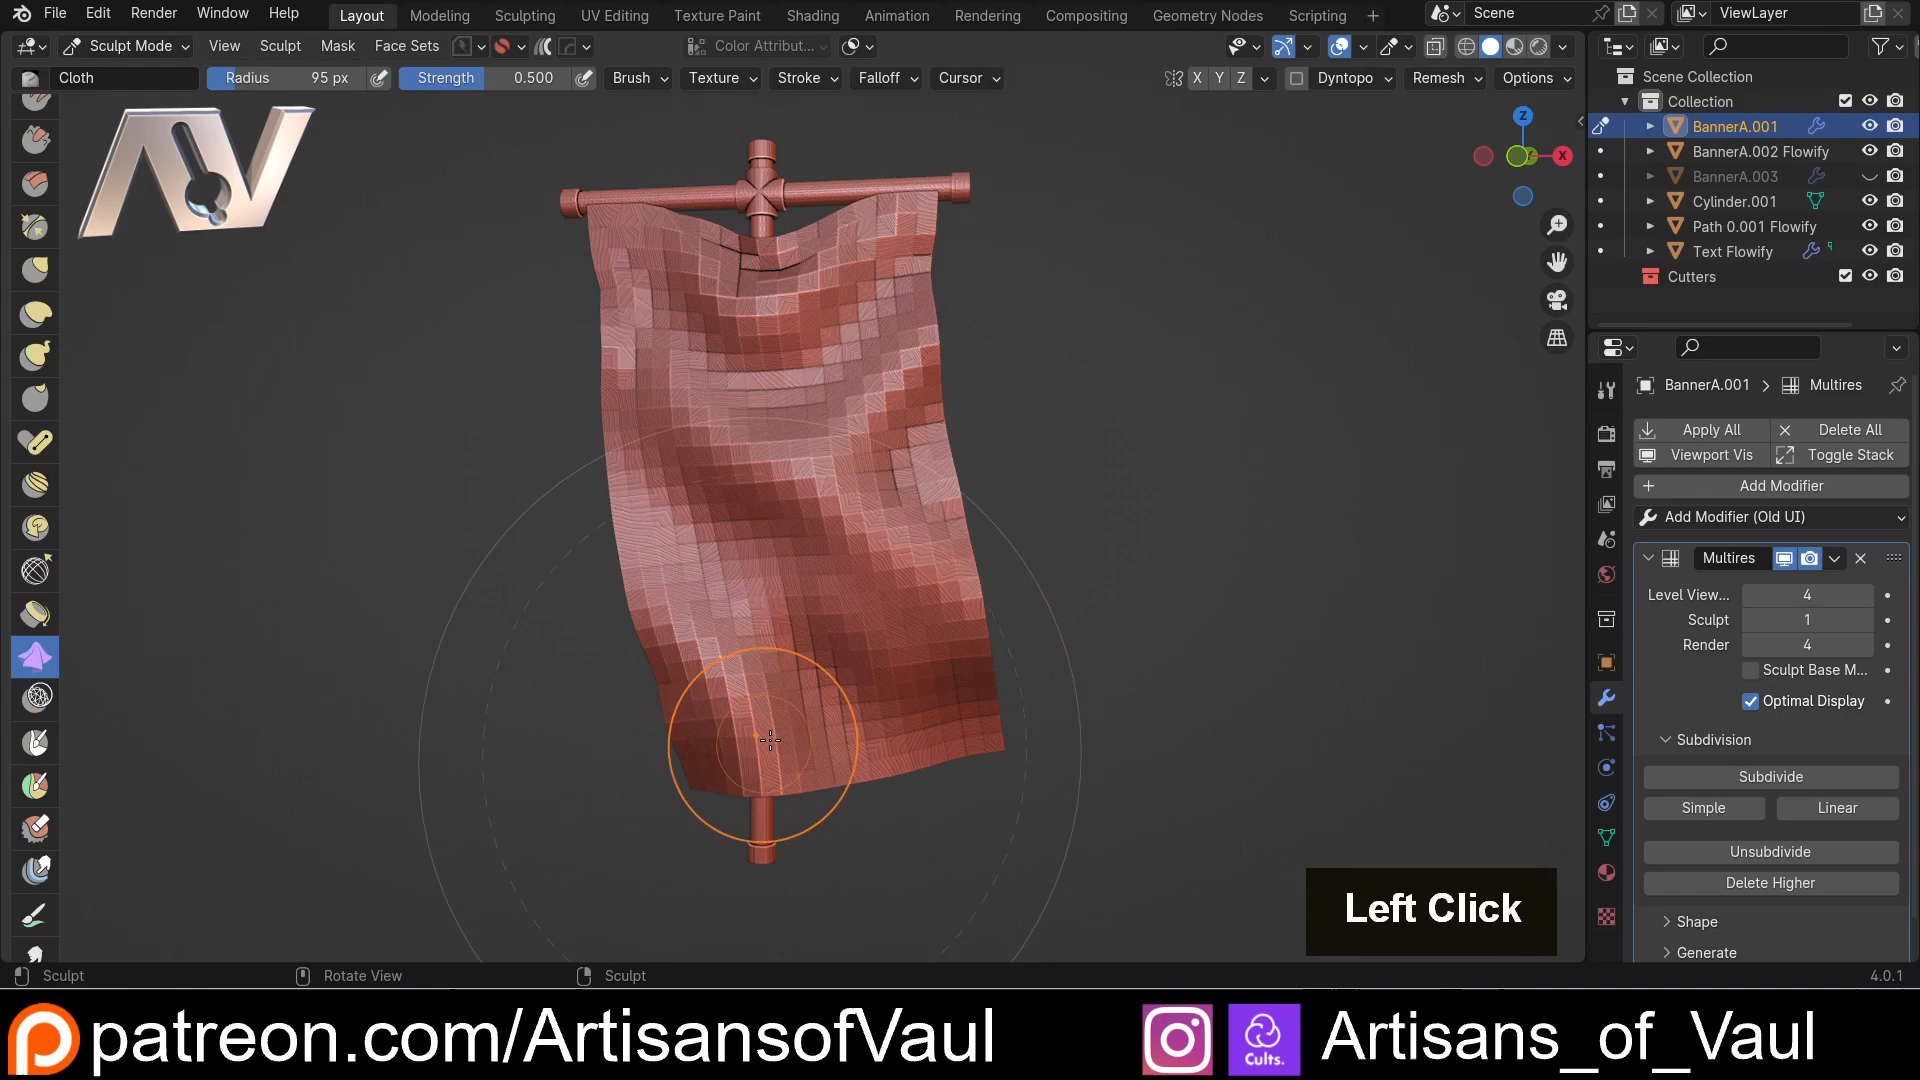 File Edit Render Window Help Layout Modeling Sculpting UV Editing Texture Paint Shading Animation Rendering Compositing Geometry Nodes Scripting + Scene ViewLayer
Sculpt Mode View Sculpt Mask Face Sets Color Attribut...
Cloth Radius 95 px Strength 0.500 Brush Texture Stroke Falloff Cursor X Y Z Dyntopo Remesh Options
Scene Collection
Collection
BannerA.001
BannerA.002 Flowify
BannerA.003
Cylinder.001
Path 0.001 Flowify
Text Flowify
Cutters
AV
Z
X
BannerA.001 > Multires
Apply All Delete All
Viewport Vis Toggle Stack
+ Add Modifier
Add Modifier (Old UI)
Multires
Level View... 4
Sculpt 1
Render 4
Sculpt Base M...
Optimal Display
Subdivision
Subdivide
Simple Linear
Unsubdivide
Delete Higher
Shape
Generate
Left Click
Sculpt Rotate View Sculpt 4.0.1
patreon.com/ArtisansofVaul
Cults.
Artisans_of_Vaul